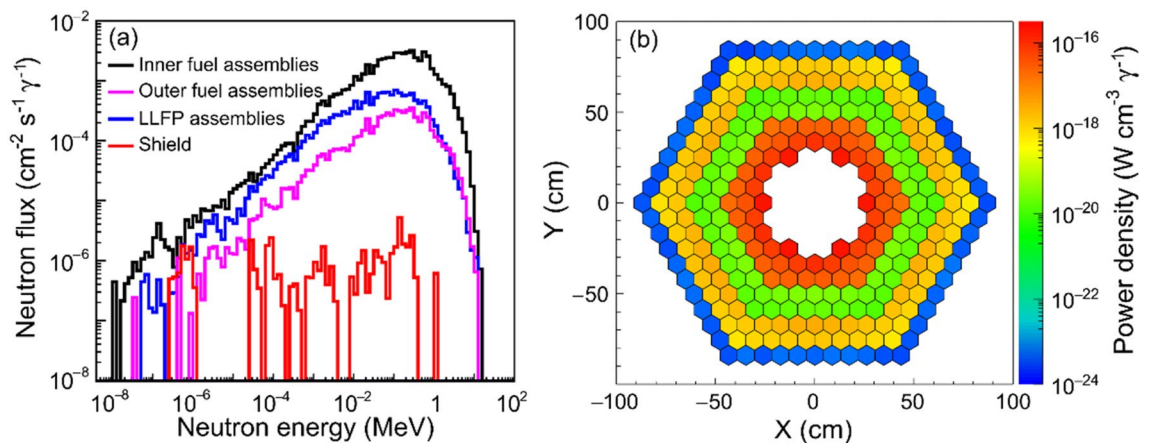 (a)
Inner fuel assemblies
Outer fuel assemblies
LLFP assemblies
Shield
10⁻²
10⁻⁴
10⁻⁶
10⁻⁸
Neutron flux (cm⁻² s⁻¹ γ⁻¹)
10⁻⁸ 10⁻⁶ 10⁻⁴ 10⁻² 1 10²
Neutron energy (MeV)
(b)
100
50
0
−50
Y (cm)
−100 −50 0 50 100
X (cm)
10⁻¹⁶
10⁻¹⁸
10⁻²⁰
10⁻²²
10⁻²⁴
Power density (W cm⁻³ γ⁻¹)